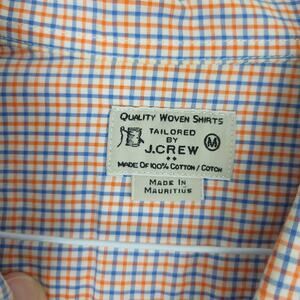 QUALITY WOVEN SHIRTS
TAILORED
BY
J.CREW
M
MADE OF 100% COTTON / COTON
MADE IN
MAURITIUS